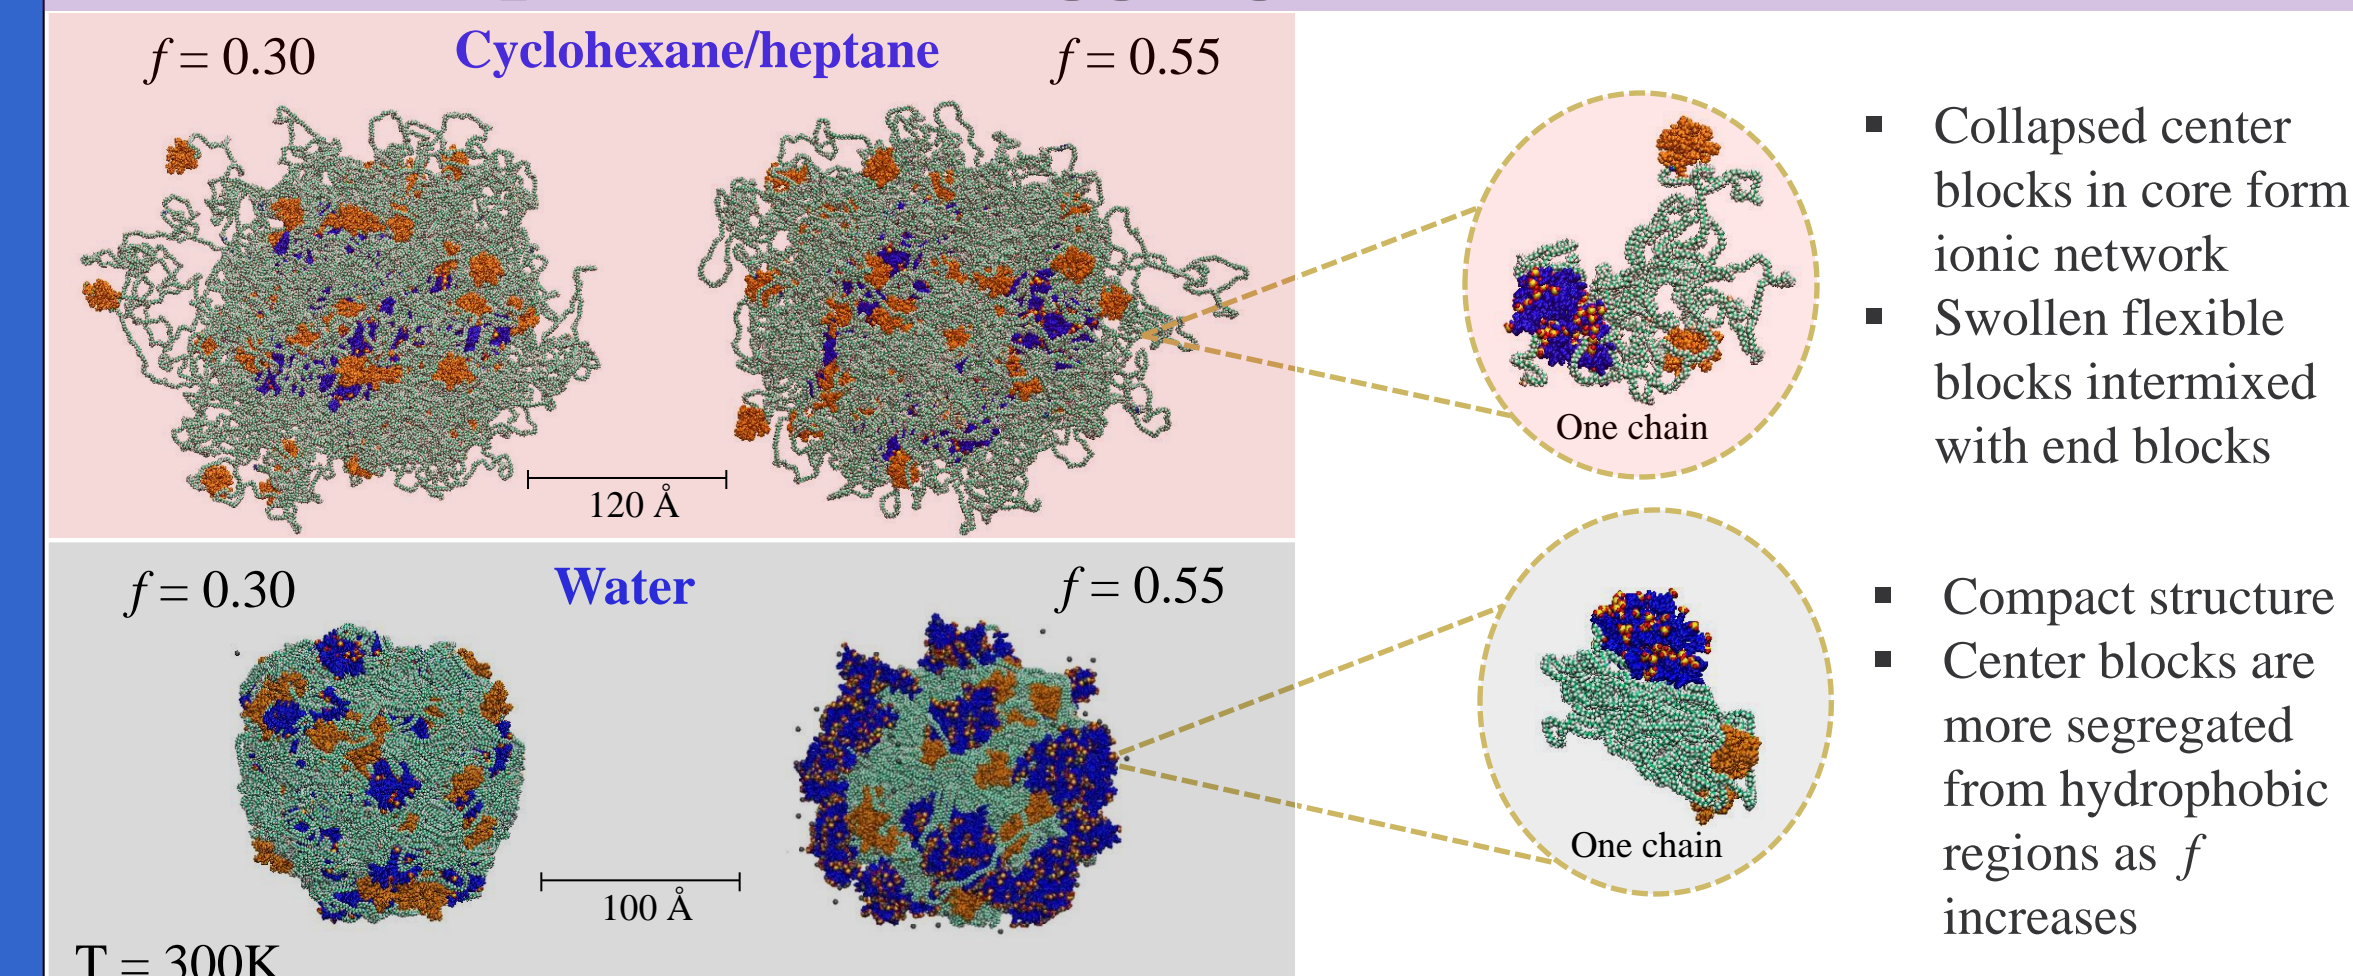 f = 0.30
Cyclohexane/heptane
f = 0.55
120 Å
One chain
▪ Collapsed center
blocks in core form
ionic network
▪ Swollen flexible
blocks intermixed
with end blocks
f = 0.30
Water
f = 0.55
100 Å
T = 300K
One chain
▪ Compact structure
▪ Center blocks are
more segregated
from hydrophobic
regions as f
increases